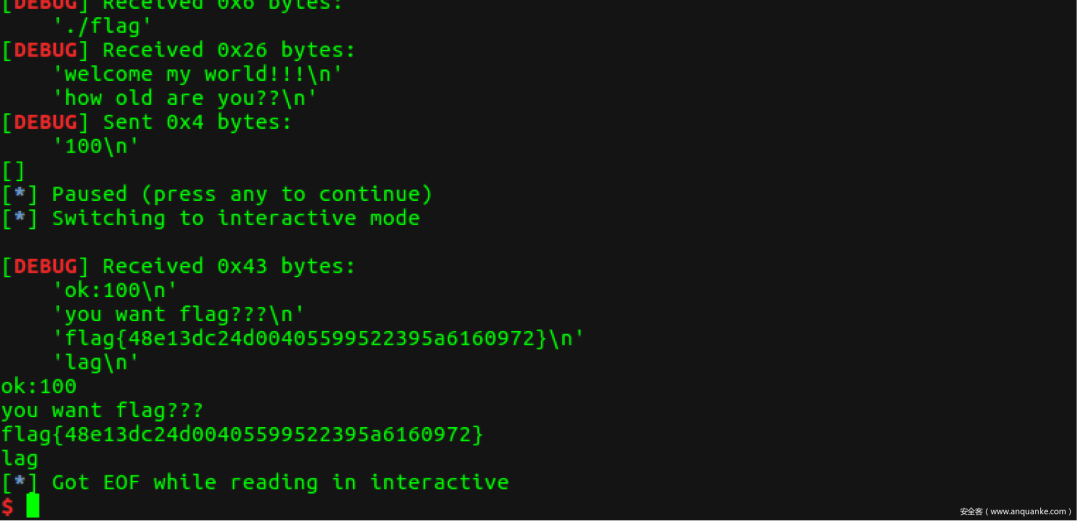 [DEBUG] Received 0x6 bytes:
    './flag'
[DEBUG] Received 0x26 bytes:
    'welcome my world!!!\n'
    'how old are you??\n'
[DEBUG] Sent 0x4 bytes:
    '100\n'
[]
[*] Paused (press any to continue)
[*] Switching to interactive mode
[DEBUG] Received 0x43 bytes:
    'ok:100\n'
    'you want flag???\n'
    'flag{48e13dc24d00405599522395a6160972}\n'
    'lag\n'
ok:100
you want flag???
flag{48e13dc24d00405599522395a6160972}
lag
[*] Got EOF while reading in interactive
$
安全客（www.anquanke.com）